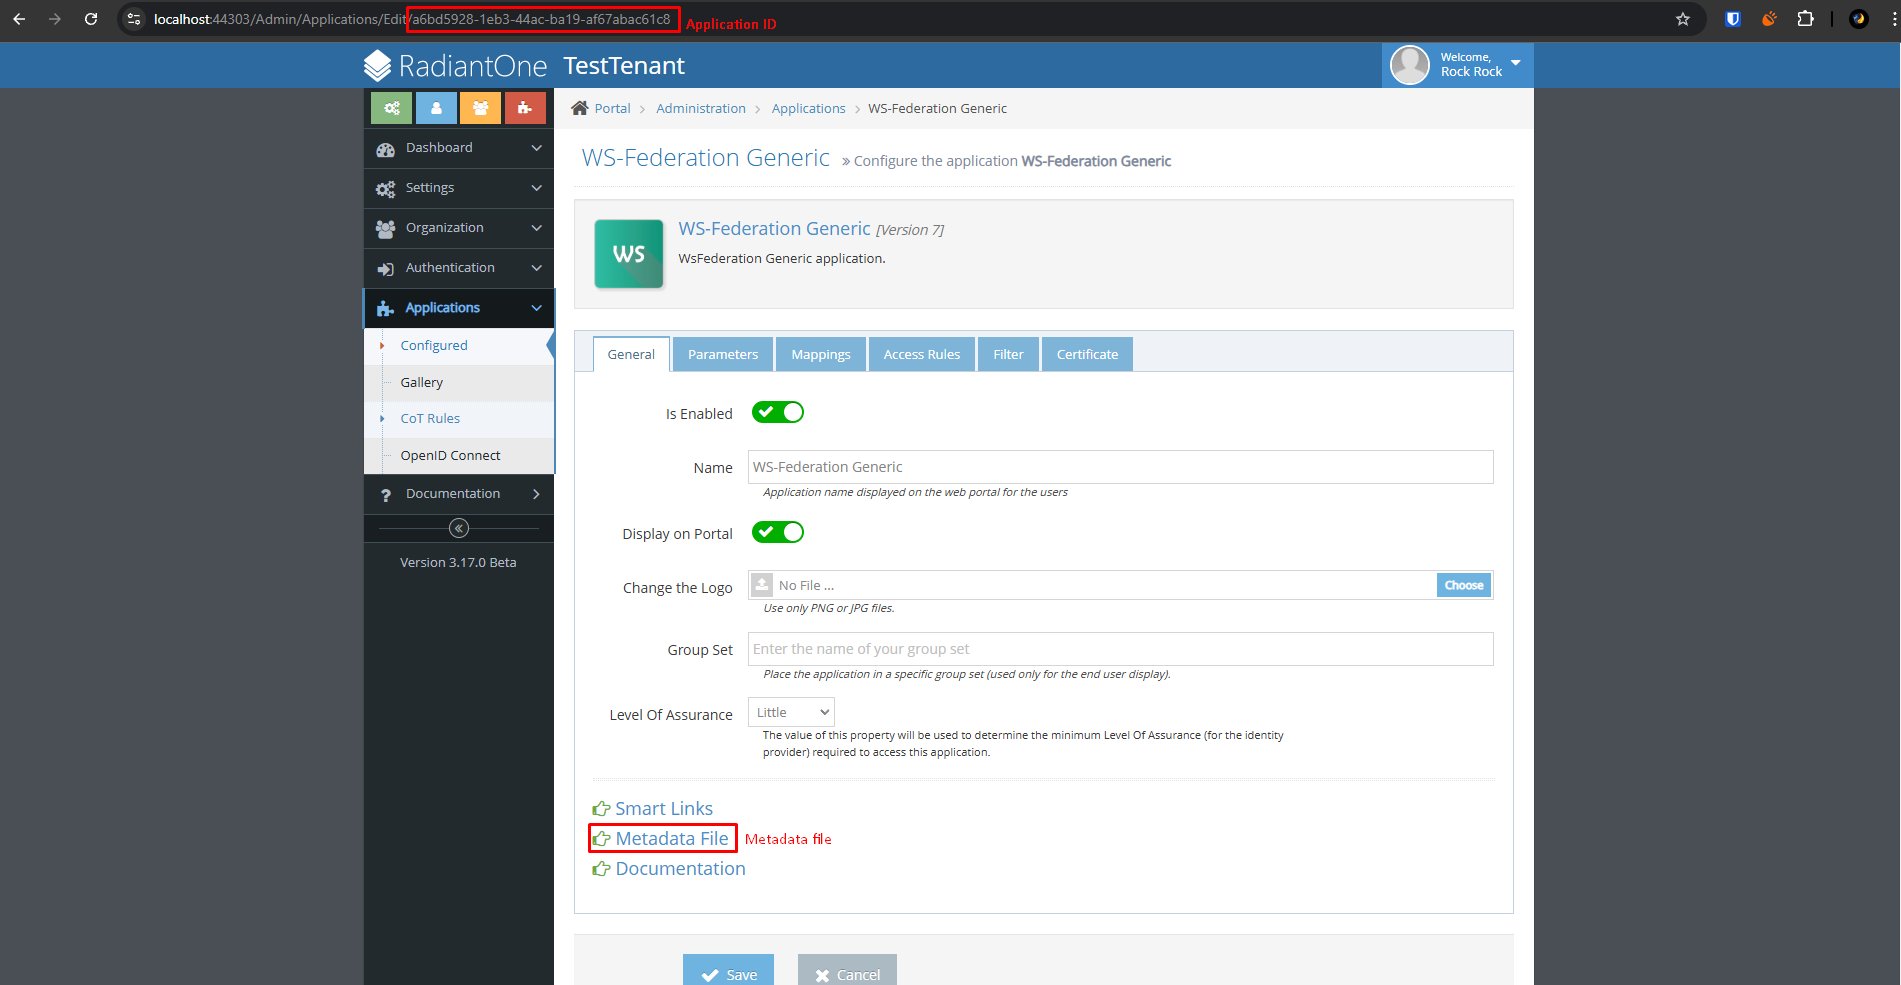 localhost:44303/Admin/Applications/Edit/a6bd5928-1eb3-44ac-ba19-af67abac61c8
Application ID
RadiantOne TestTenant
Welcome,
Rock Rock
Portal > Administration > Applications > WS-Federation Generic
Dashboard
Settings
Organization
Authentication
Applications
Configured
Gallery
CoT Rules
OpenID Connect
? Documentation
Version 3.17.0 Beta
WS-Federation Generic » Configure the application WS-Federation Generic
WS
WS-Federation Generic [Version 7]
WsFederation Generic application.
General Parameters Mappings Access Rules Filter Certificate
Is Enabled
Name WS-Federation Generic
Application name displayed on the web portal for the users
Display on Portal
Change the Logo No File ... Choose
Use only PNG or JPG files.
Group Set Enter the name of your group set
Place the application in a specific group set (used only for the end user display).
Level Of Assurance Little
The value of this property will be used to determine the minimum Level Of Assurance (for the identity
provider) required to access this application.
Smart Links
Metadata File Metadata file
Documentation
Save Cancel